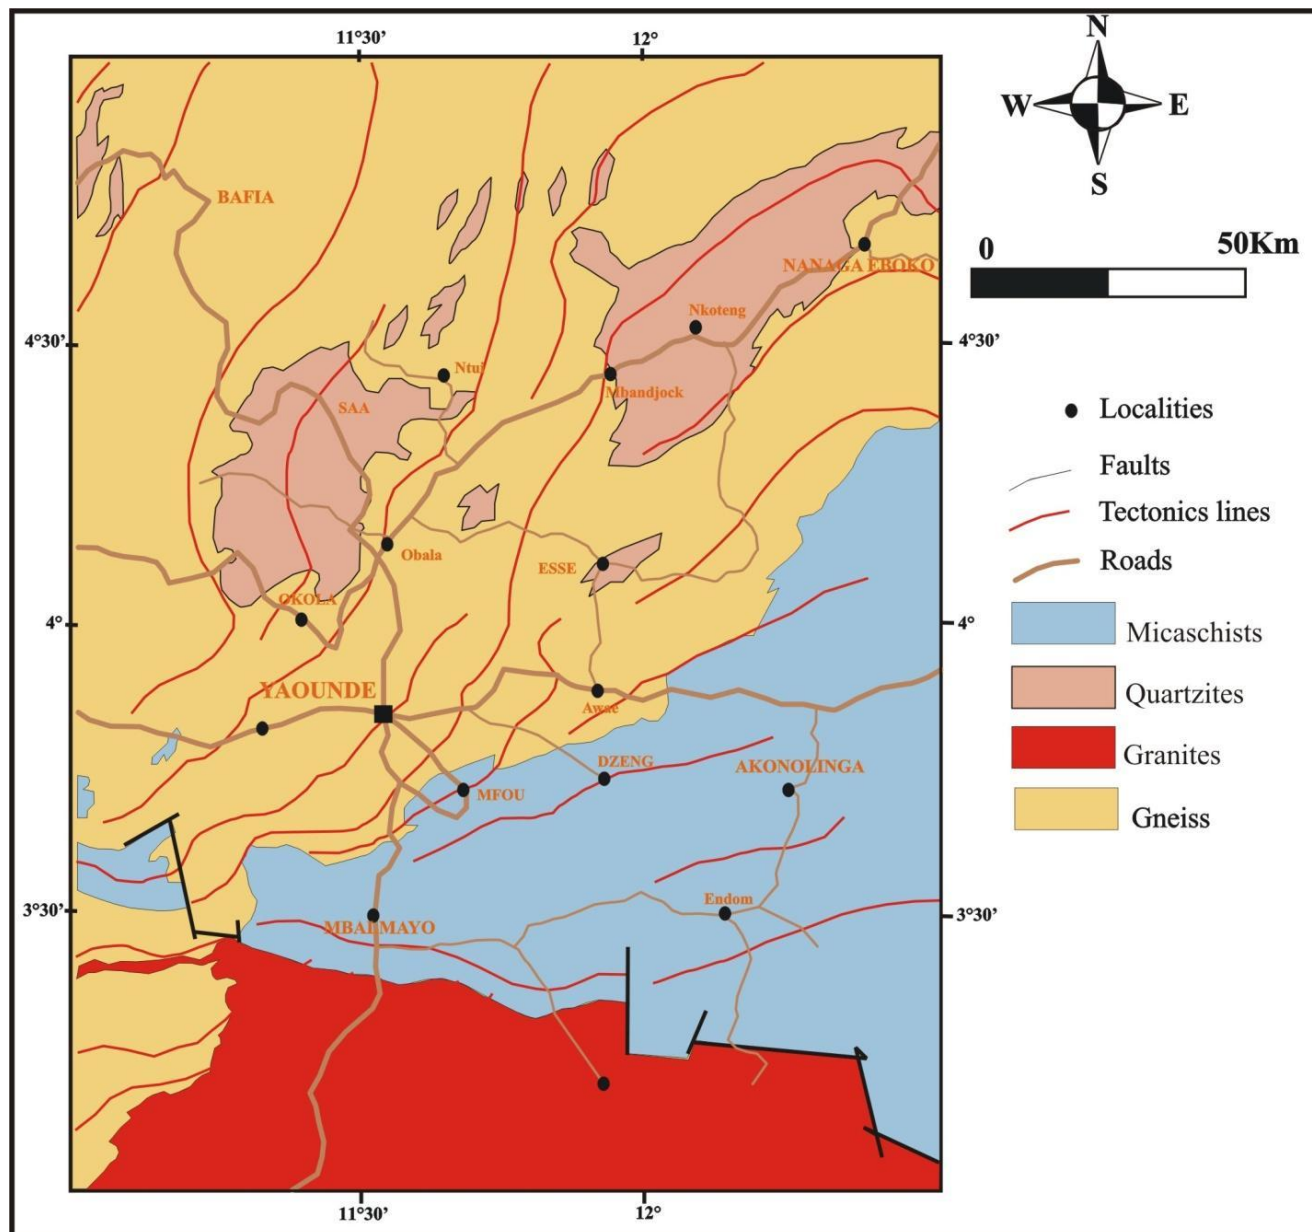 11°30' 12°
N
W E
S
BAFIA
0 50Km
NANAGA EBOKO
Nkoteng
4°30' 4°30'
Ntui
Mbandjock
SAA
Localities
Faults
Tectonics lines
Obala
ESSE
Roads
OKOLA
4° 4°
Micaschists
YAOUNDE
Quartzites
Awae
DZENG AKONOLINGA
Granites
MFOU
Gneiss
Endom
3°30' 3°30'
MBALMAYO
11°30' 12°